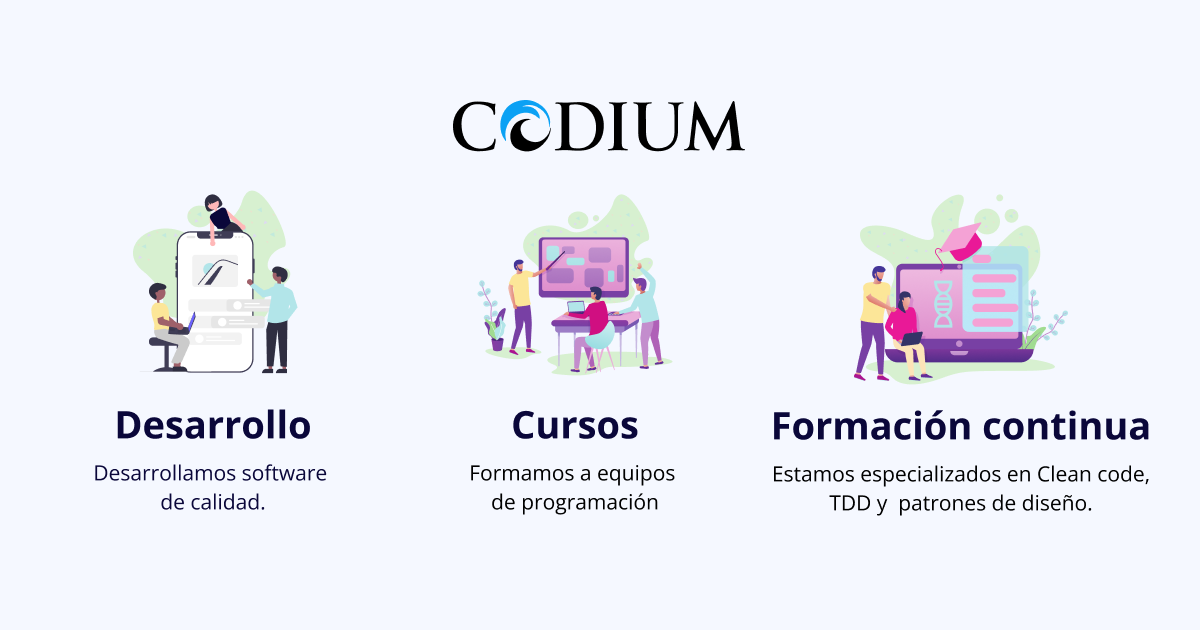 CODIUM
Desarrollo
Desarrollamos software
de calidad.
Cursos
Formamos a equipos
de programación
Formación continua
Estamos especializados en Clean code,
TDD y  patrones de diseño.